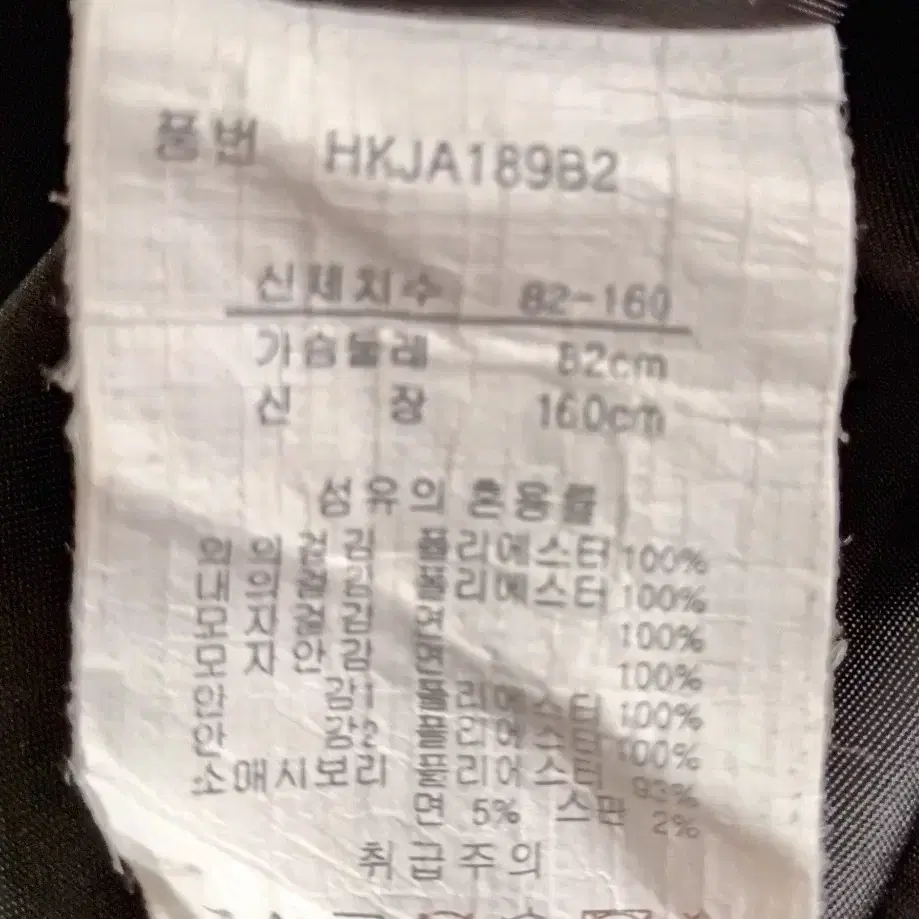 품번 HKJA189B2
신체치수 82-160
가슴둘레 82cm
신 장 160cm
섬유의 혼용률
외의겉감 폴리에스터 100%
내의겉감 폴리에스터 100%
모자겉감 면 100%
모자안감 면 100%
안 감1 폴리에스터 100%
안 감2 폴리에스터 100%
소매시보리 폴리에스터 93%
면 5% 스판 2%
취급주의